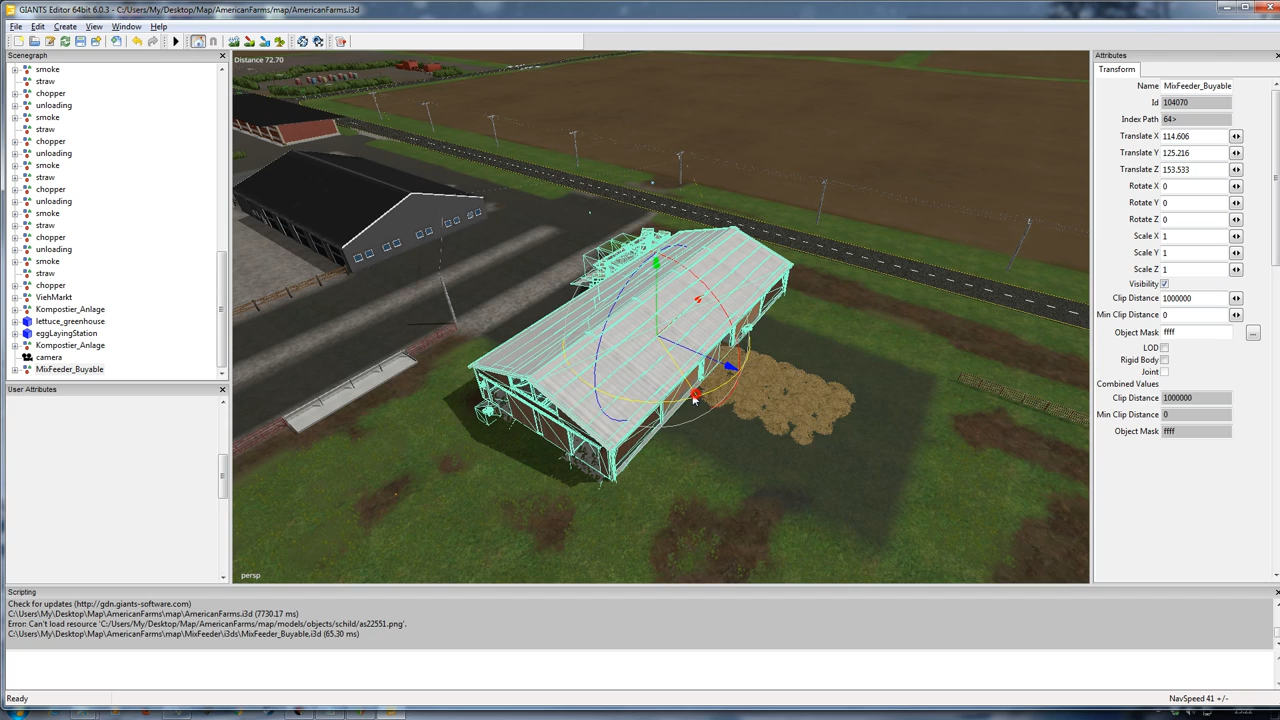 GIANTS Editor 64bit 6.0.3 - C:/Users/My/Desktop/Map/AmericanFarms/map/AmericanFarms.i3d
File Edit Create View Window Help
Scenegraph
smoke
straw
chopper
unloading
smoke
straw
chopper
unloading
smoke
straw
chopper
unloading
smoke
straw
chopper
unloading
smoke
straw
chopper
ViehMarkt
Kompostier_Anlage
lettuce_greenhouse
eggLayingStation
Kompostier_Anlage
camera
MixFeeder_Buyable
User Attributes
Distance 72.70
persp
Attributes
Transform
Name MixFeeder_Buyable
Id 104070
Index Path 64>
Translate X 114.606
Translate Y 125.216
Translate Z 153.533
Rotate X 0
Rotate Y 0
Rotate Z 0
Scale X 1
Scale Y 1
Scale Z 1
Visibility
Clip Distance 1000000
Min Clip Distance 0
Object Mask ffff ...
LOD
Rigid Body
Joint
Combined Values
Clip Distance 1000000
Min Clip Distance 0
Object Mask ffff
Scripting
Check for updates (http://gdn.giants-software.com)
C:\Users\My\Desktop\Map\AmericanFarms\map\AmericanFarms.i3d (7730.17 ms)
Error: Can't load resource 'C:/Users/My/Desktop/Map/AmericanFarms/map/models/objects/schild/as22551.png'.
C:\Users\My\Desktop\Map\AmericanFarms\map\MixFeeder\i3ds\MixFeeder_Buyable.i3d (65.30 ms)
Ready
NavSpeed 41 +/-